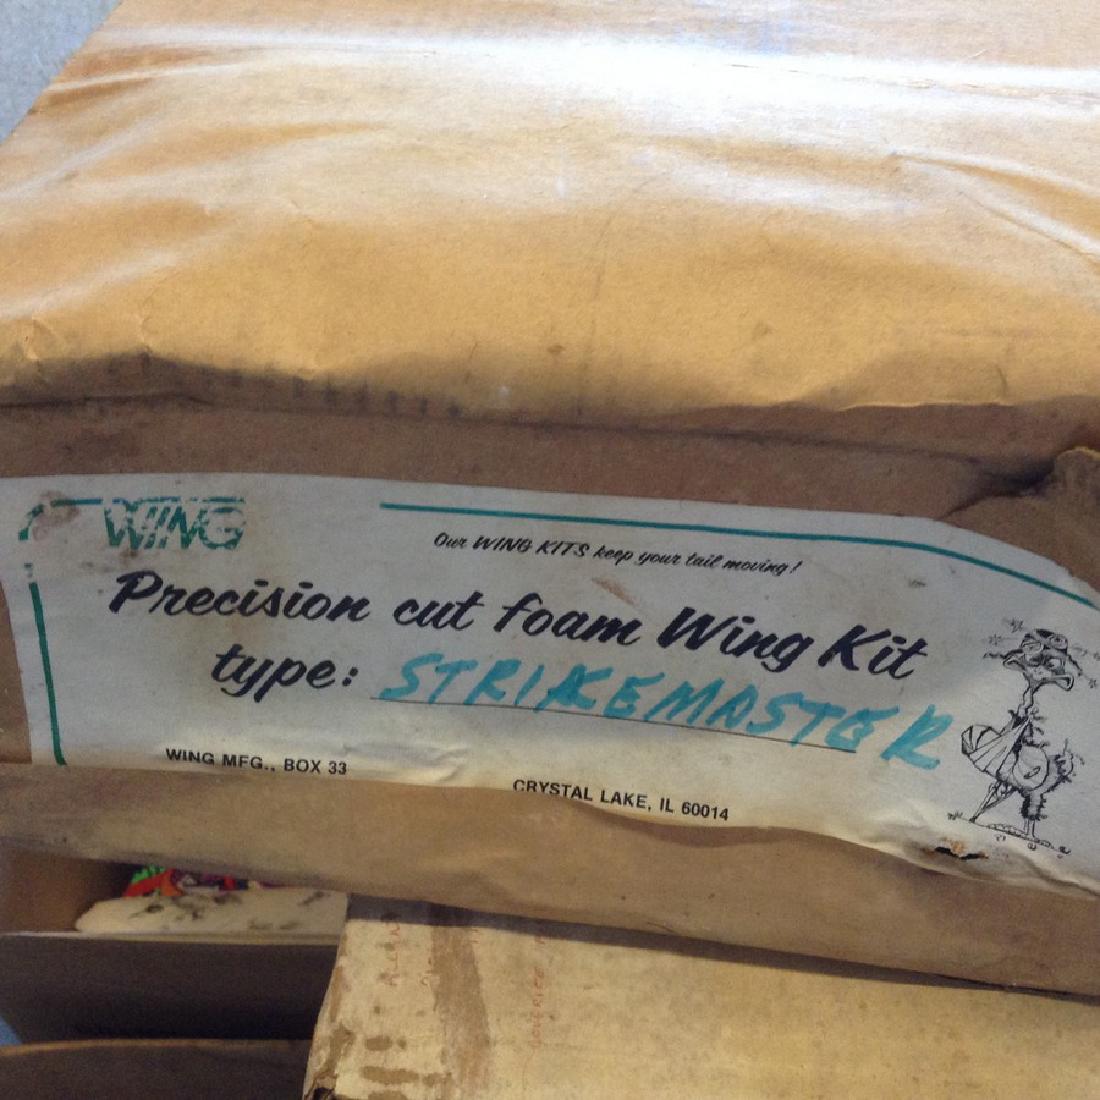 WING
Our WING KITS keep your tail moving!
Precision cut foam Wing Kit
type: STRIKEMASTER
WING MFG., BOX 33
CRYSTAL LAKE, IL 60014